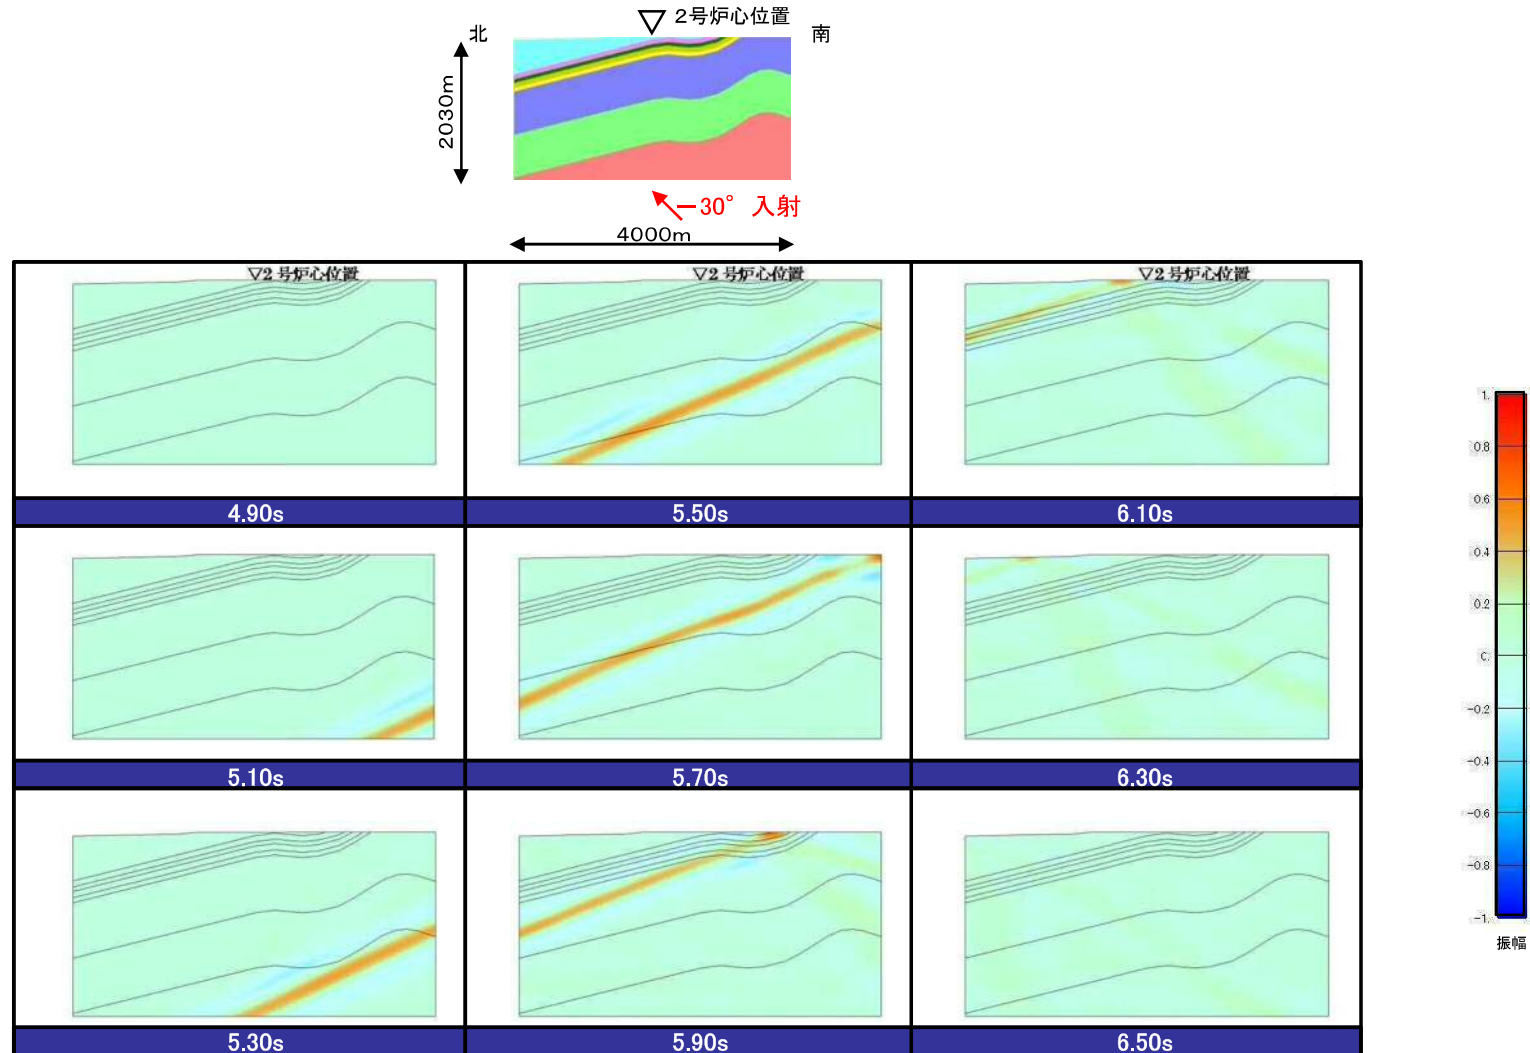 2号炉心位置
北
南
2030m
−30° 入射
4000m
▽2 号炉心位置
▽2 号炉心位置
▽2 号炉心位置
4.90s
5.50s
6.10s
5.10s
5.70s
6.30s
5.30s
5.90s
6.50s
1.
0.8
0.6
0.4
0.2
C.
-0.2
-0.4
-0.6
-0.8
-1.
振幅